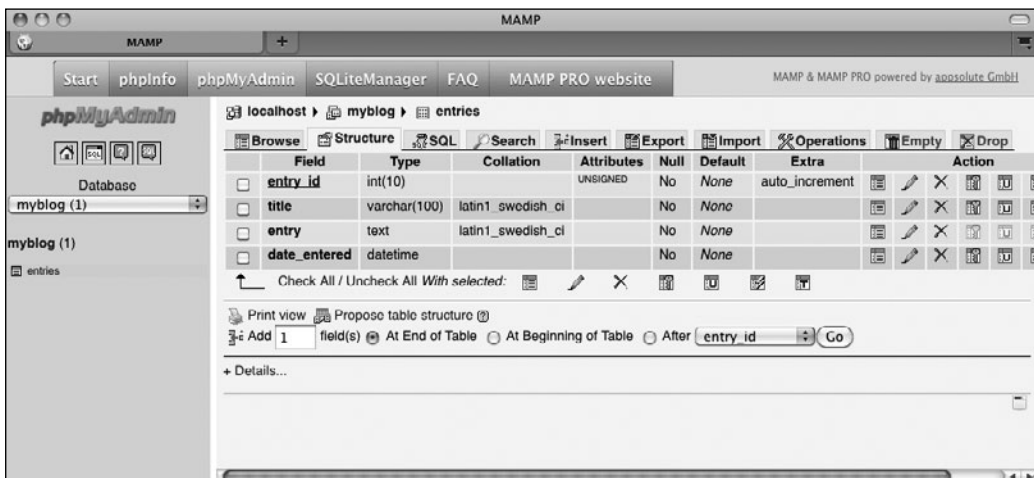 MAMP
MAMP +
Start phpInfo phpMyAdmin SQLiteManager FAQ MAMP PRO website MAMP & MAMP PRO powered by appsolute GmbH
phpMyAdmin
Database
myblog (1)
myblog (1)
entries
localhost myblog entries
Browse Structure SQL Search Insert Export Import Operations Empty Drop
Field Type Collation Attributes Null Default Extra Action
entry_id int(10) UNSIGNED No None auto_increment
title varchar(100) latin1_swedish_ci No None
entry text latin1_swedish_ci No None
date_entered datetime No None
Check All / Uncheck All With selected:
Print view Propose table structure
Add 1 field(s) At End of Table At Beginning of Table After entry_id Go
+ Details...